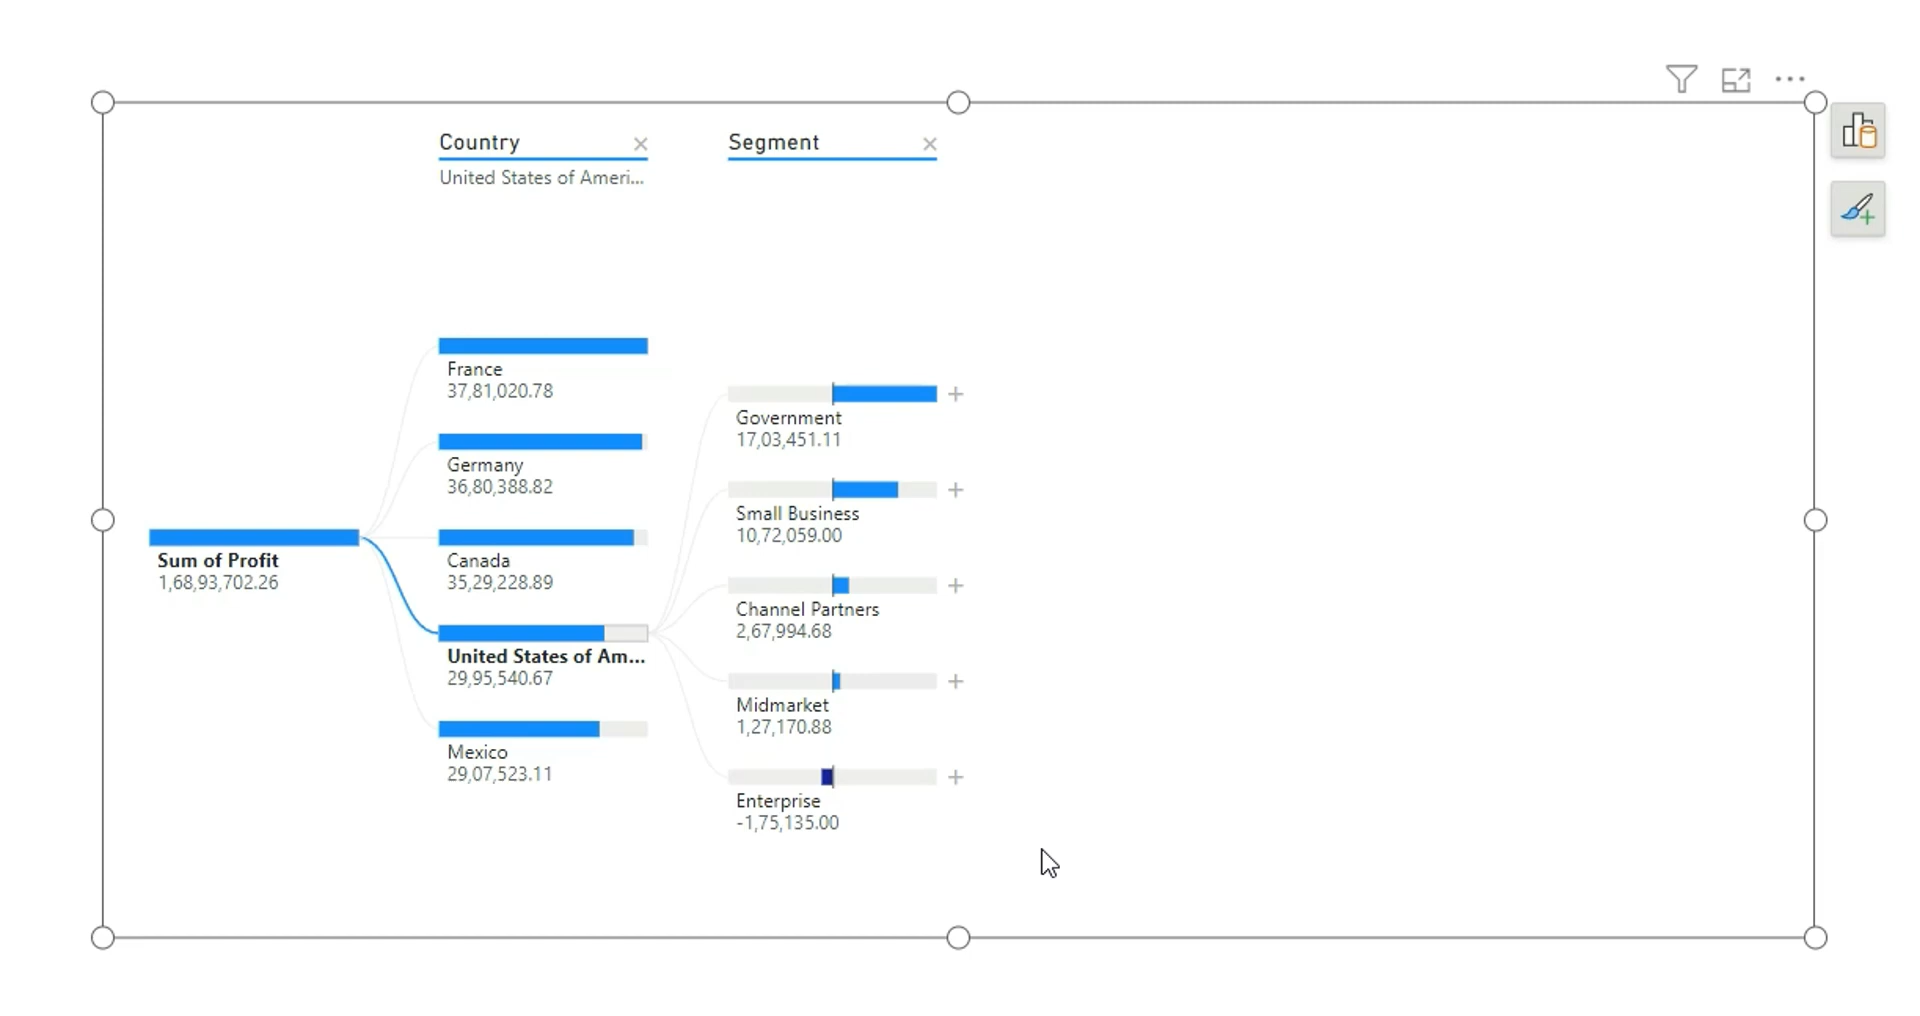 Country
United States of Ameri...
Segment
Sum of Profit
1,68,93,702.26
France
37,81,020.78
Germany
36,80,388.82
Canada
35,29,228.89
United States of Am...
29,95,540.67
Mexico
29,07,523.11
Government
17,03,451.11
Small Business
10,72,059.00
Channel Partners
2,67,994.68
Midmarket
1,27,170.88
Enterprise
-1,75,135.00